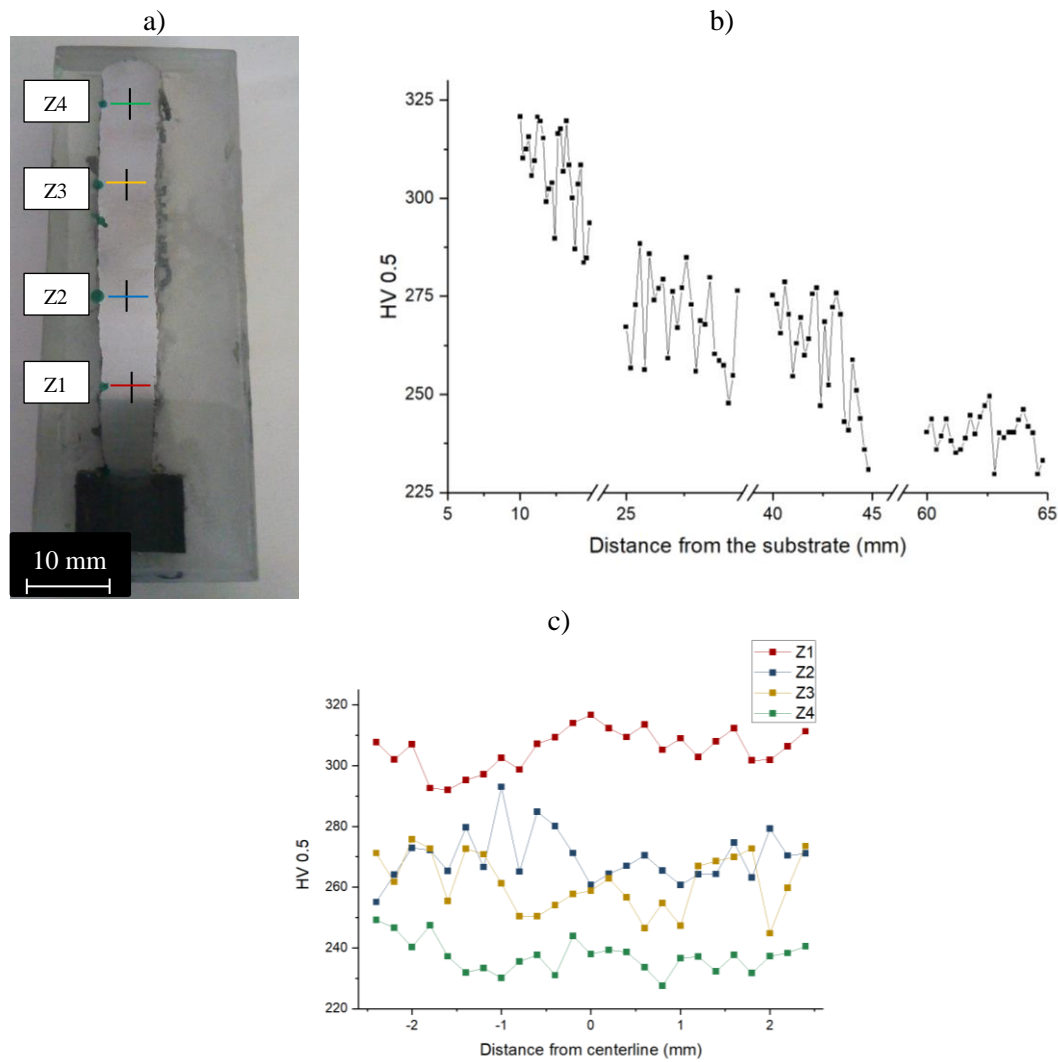 a)
Z4
Z3
Z2
Z1
10 mm
b)
HV 0.5
325
300
275
250
225
5 10 25 40 45 60 65
Distance from the substrate (mm)
c)
Z1
Z2
Z3
Z4
HV 0.5
320
300
280
260
240
220
-2 -1 0 1 2
Distance from centerline (mm)